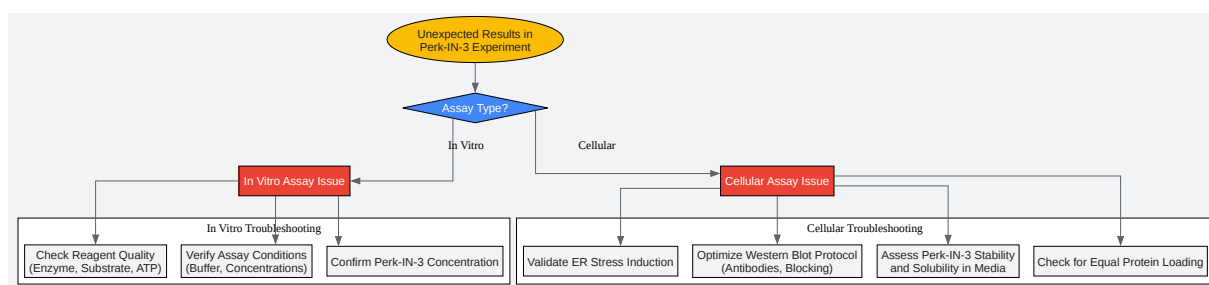 Unexpected Results in
Perk-IN-3 Experiment
Assay Type?
In Vitro
Cellular
In Vitro Assay Issue
Cellular Assay Issue
In Vitro Troubleshooting
Check Reagent Quality
(Enzyme, Substrate, ATP)
Verify Assay Conditions
(Buffer, Concentrations)
Confirm Perk-IN-3 Concentration
Cellular Troubleshooting
Validate ER Stress Induction
Optimize Western Blot Protocol
(Antibodies, Blocking)
Assess Perk-IN-3 Stability
and Solubility in Media
Check for Equal Protein Loading